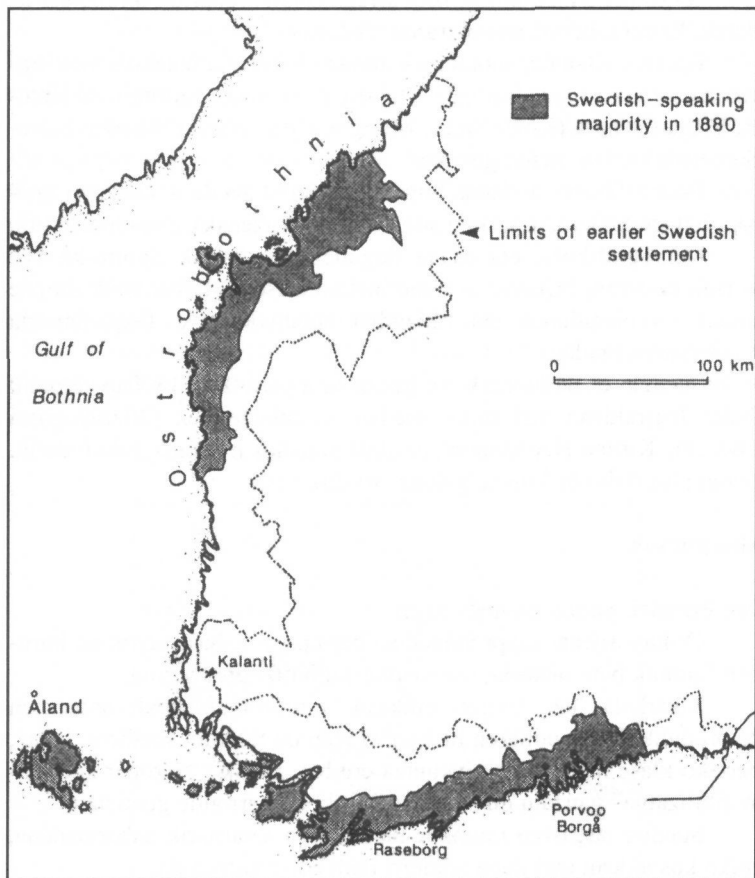 Swedish-speaking
majority in 1880
Ostrobothnia
Limits of earlier Swedish
settlement
0 100 km
Gulf of
Bothnia
Kalanti
Åland
Porvoo
Borgå
Raseborg